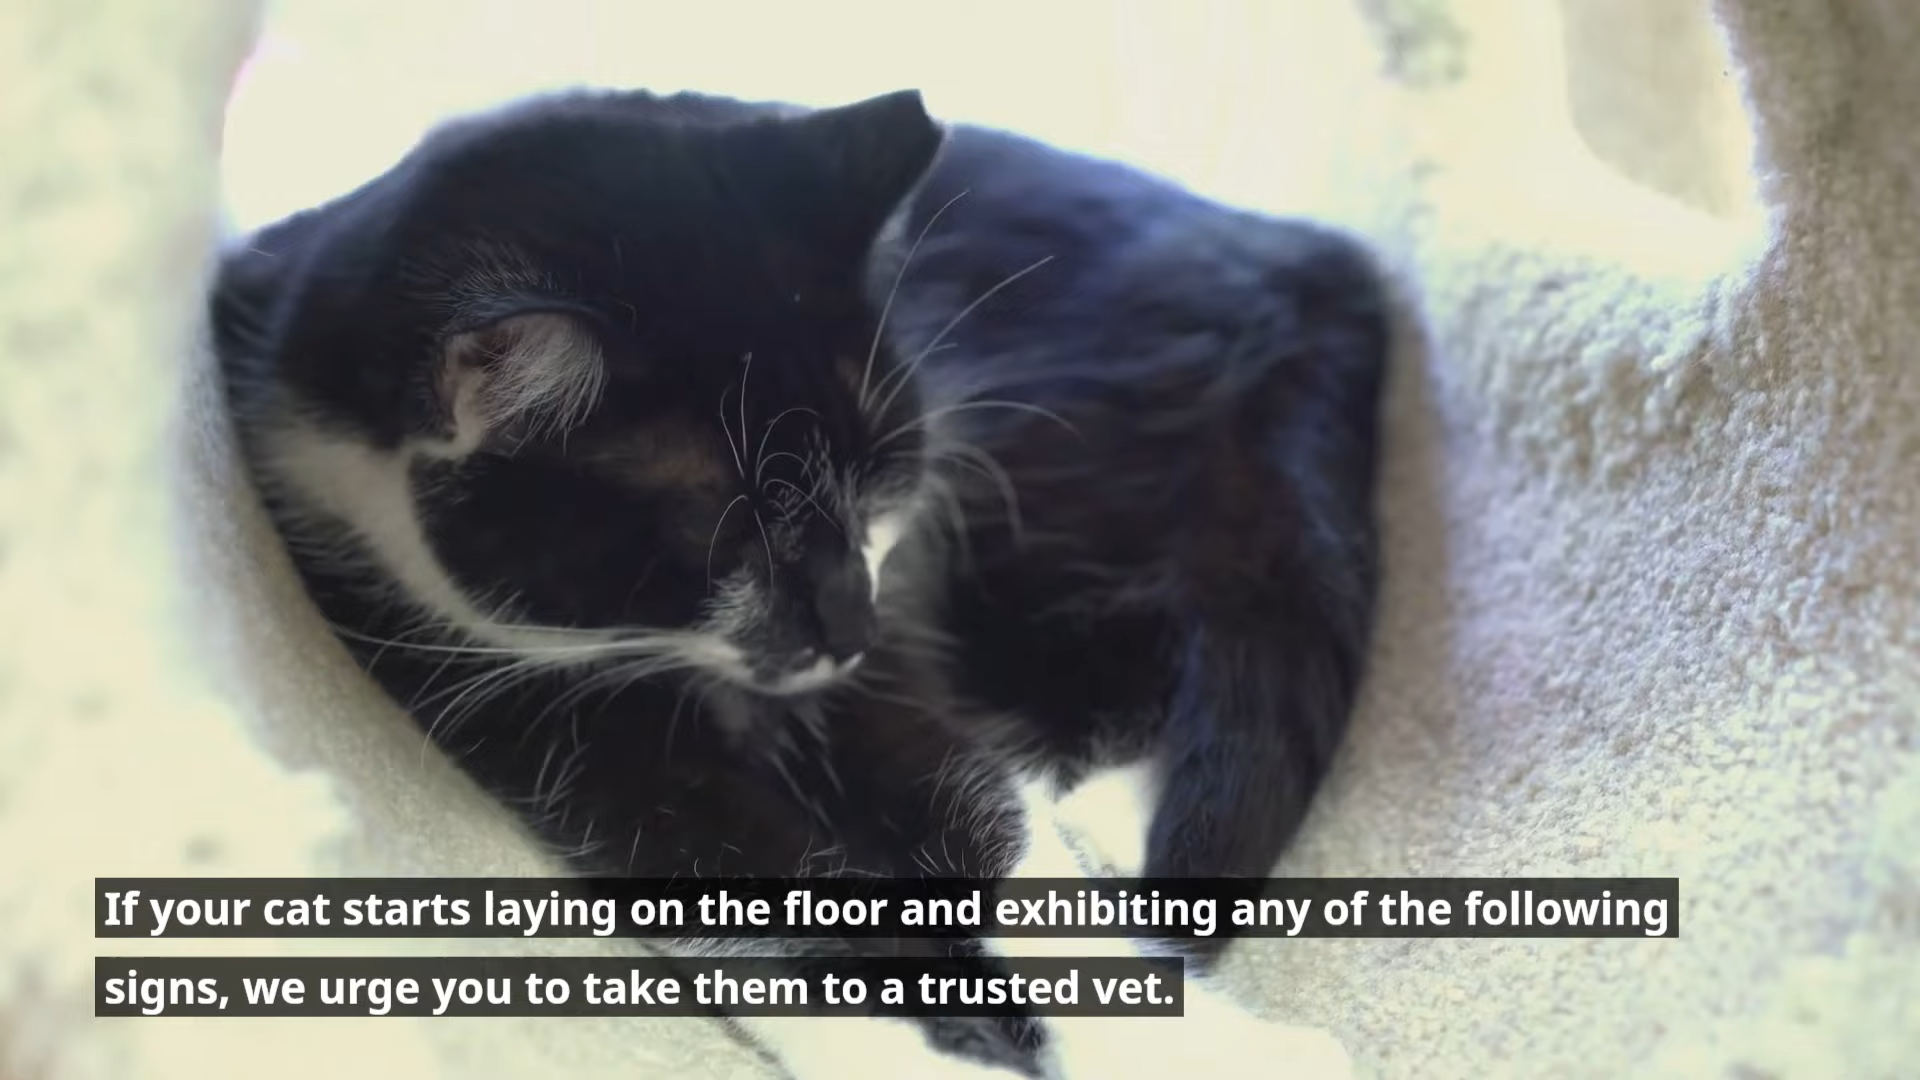 If your cat starts laying on the floor and exhibiting any of the following
signs, we urge you to take them to a trusted vet.